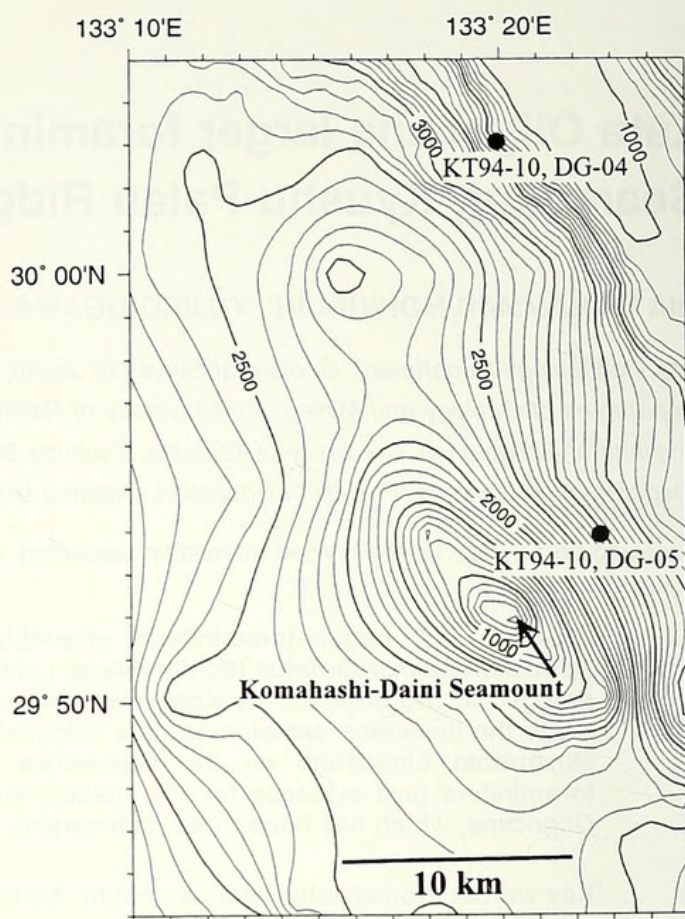 133° 10'E
133° 20'E
3000
1000
KT94-10, DG-04
30° 00'N
2500
2500
2000
KT94-10, DG-05
1000
Komahashi-Daini Seamount
29° 50'N
10 km